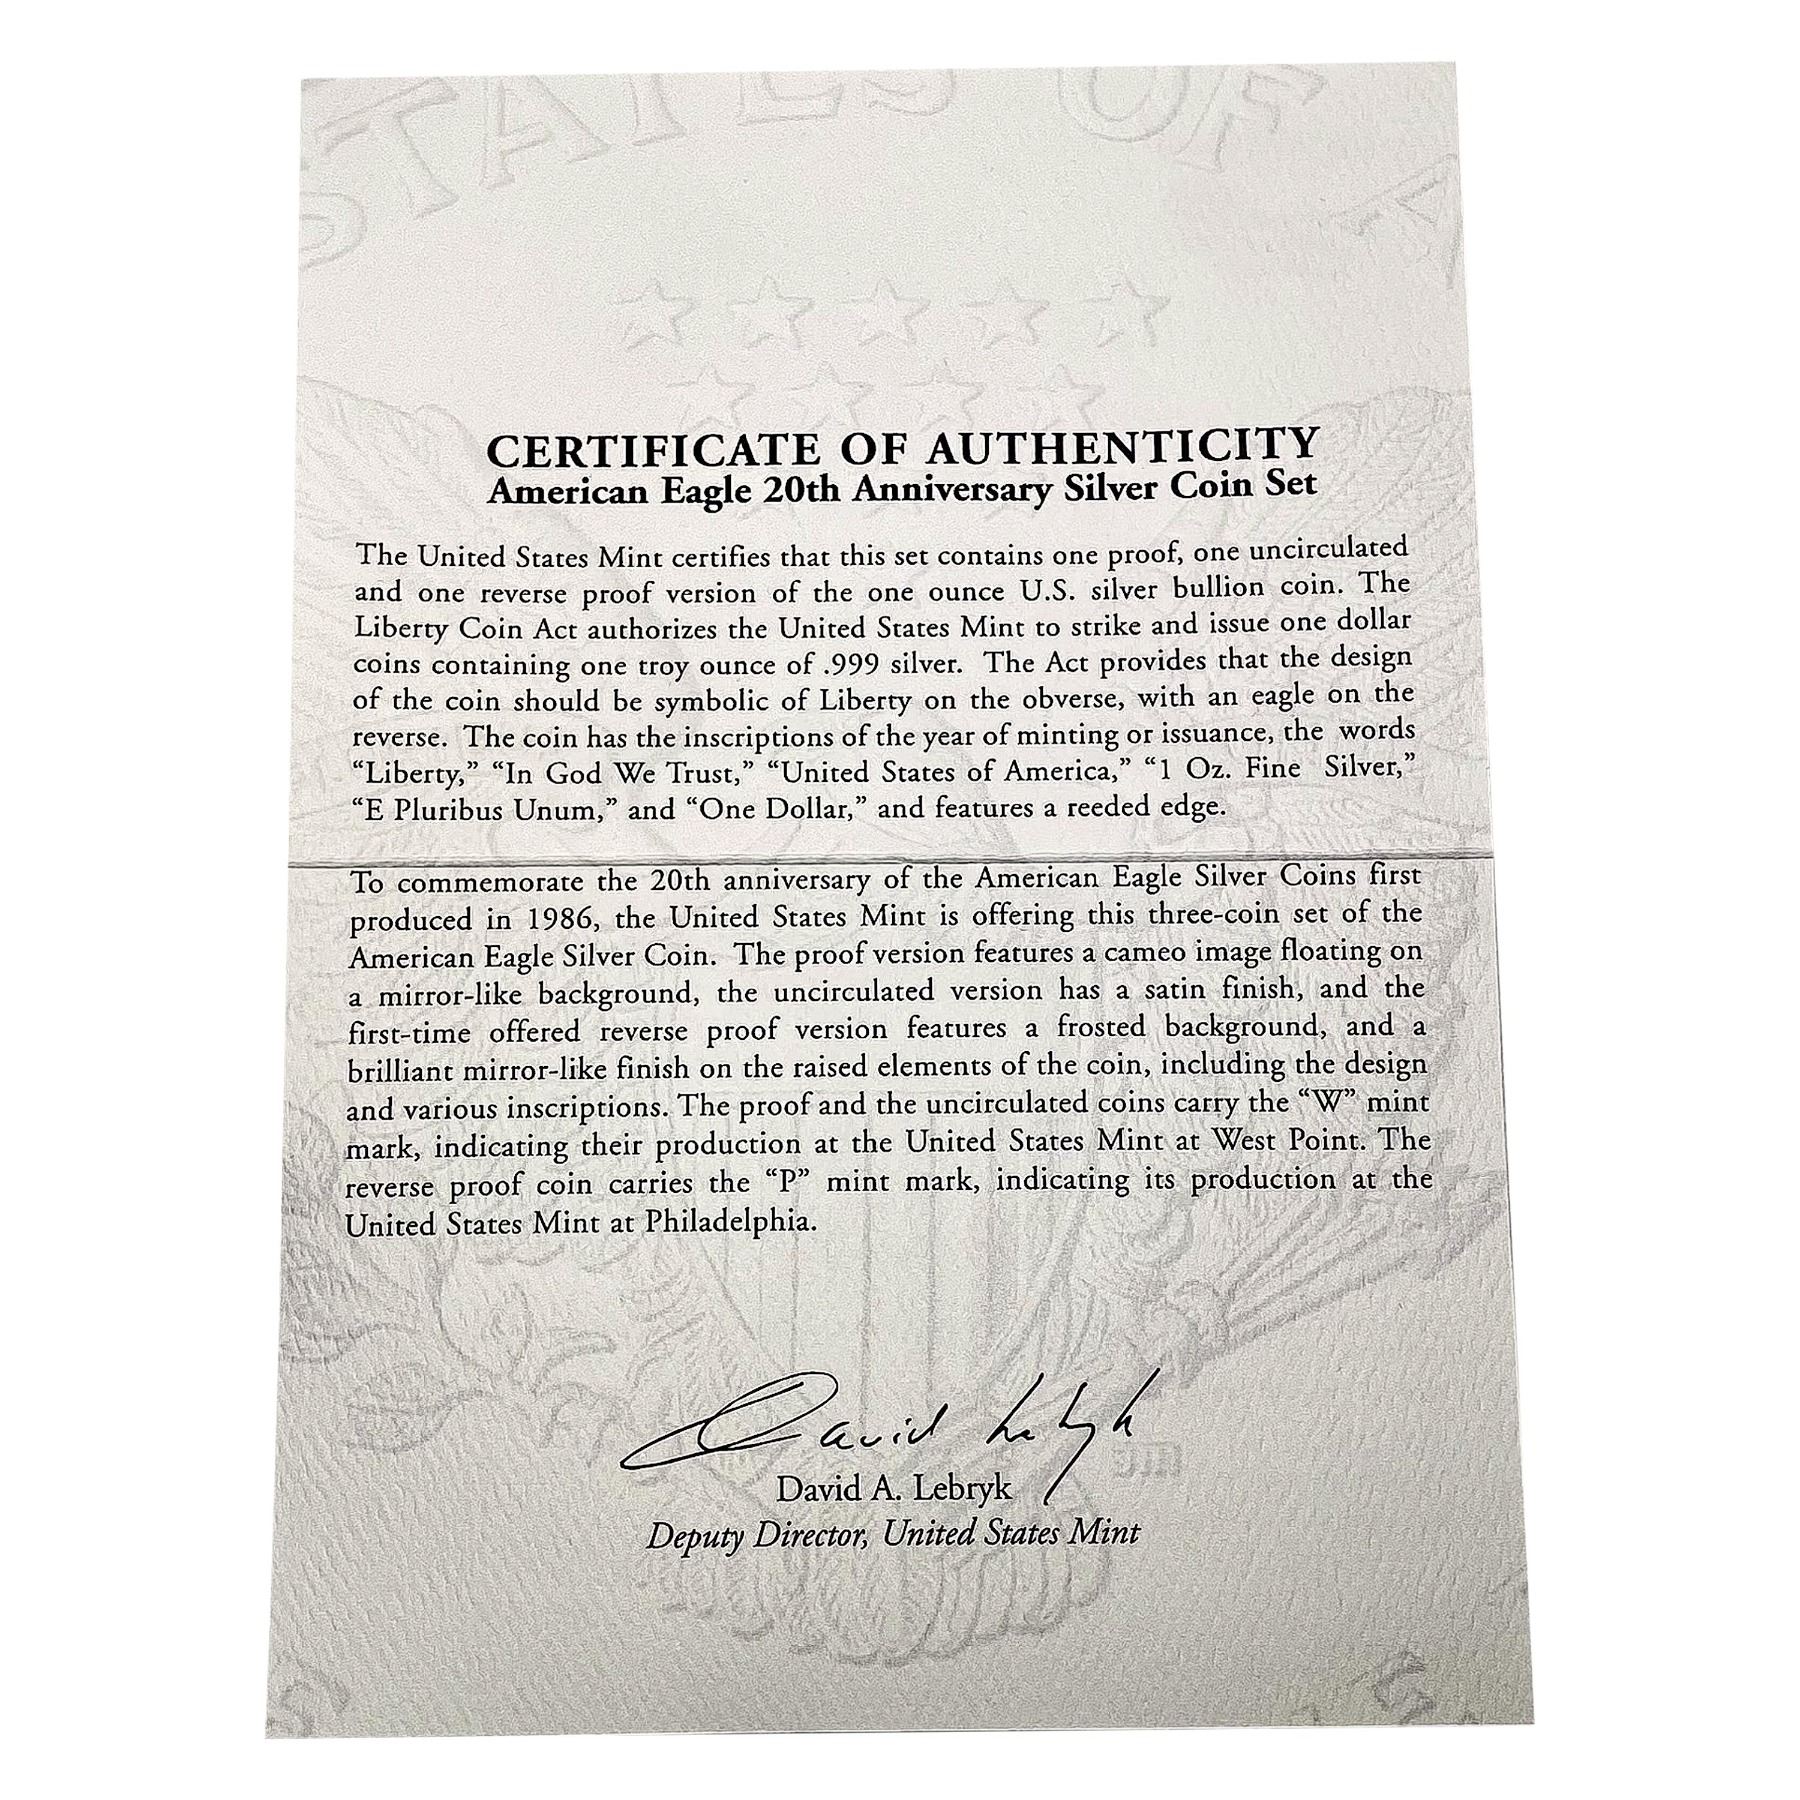 STATES OF A
CERTIFICATE OF AUTHENTICITY
American Eagle 20th Anniversary Silver Coin Set
The United States Mint certifies that this set contains one proof, one uncirculated
and one reverse proof version of the one ounce U.S. silver bullion coin. The
Liberty Coin Act authorizes the United States Mint to strike and issue one dollar
coins containing one troy ounce of .999 silver. The Act provides that the design
of the coin should be symbolic of Liberty on the obverse, with an eagle on the
reverse. The coin has the inscriptions of the year of minting or issuance, the words
“Liberty,” “In God We Trust,” “United States of America,” “1 Oz. Fine Silver,”
“E Pluribus Unum,” and “One Dollar,” and features a reeded edge.
To commemorate the 20th anniversary of the American Eagle Silver Coins first
produced in 1986, the United States Mint is offering this three-coin set of the
American Eagle Silver Coin. The proof version features a cameo image floating on
a mirror-like background, the uncirculated version has a satin finish, and the
first-time offered reverse proof version features a frosted background, and a
brilliant mirror-like finish on the raised elements of the coin, including the design
and various inscriptions. The proof and the uncirculated coins carry the “W” mint
mark, indicating their production at the United States Mint at West Point. The
reverse proof coin carries the “P” mint mark, indicating its production at the
United States Mint at Philadelphia.
David Lebryk
David A. Lebryk
Deputy Director, United States Mint